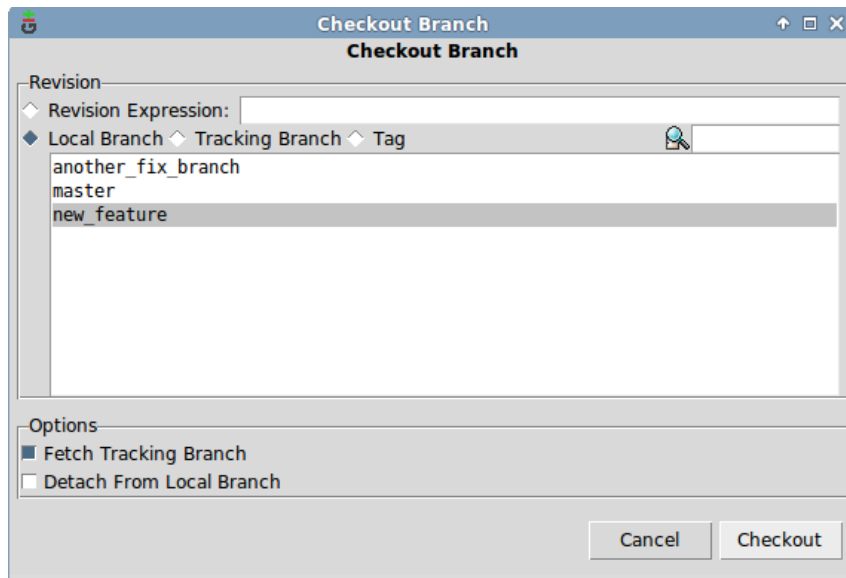 Checkout Branch
Checkout Branch
Revision
Revision Expression:
Local Branch Tracking Branch Tag
another_fix_branch
master
new_feature
Options
Fetch Tracking Branch
Detach From Local Branch
Cancel Checkout